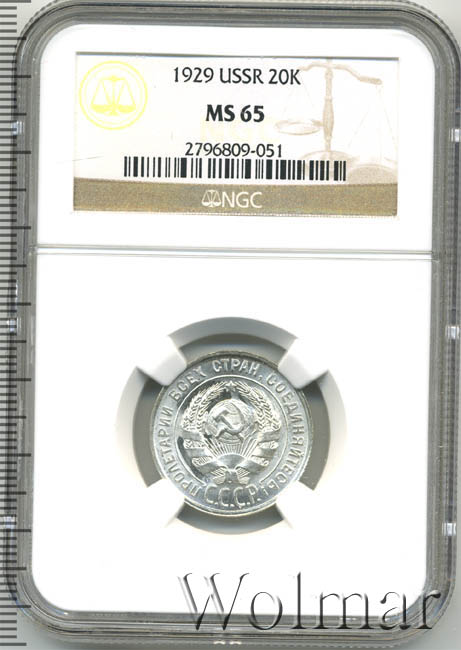 1929 USSR 20K
MS 65
2796809-051
NGC
ПРОЛЕТАРИИ ВСЕХ СТРАН, СОЕДИНЯЙТЕСЬ!
С.С.С.Р.
Wolmar